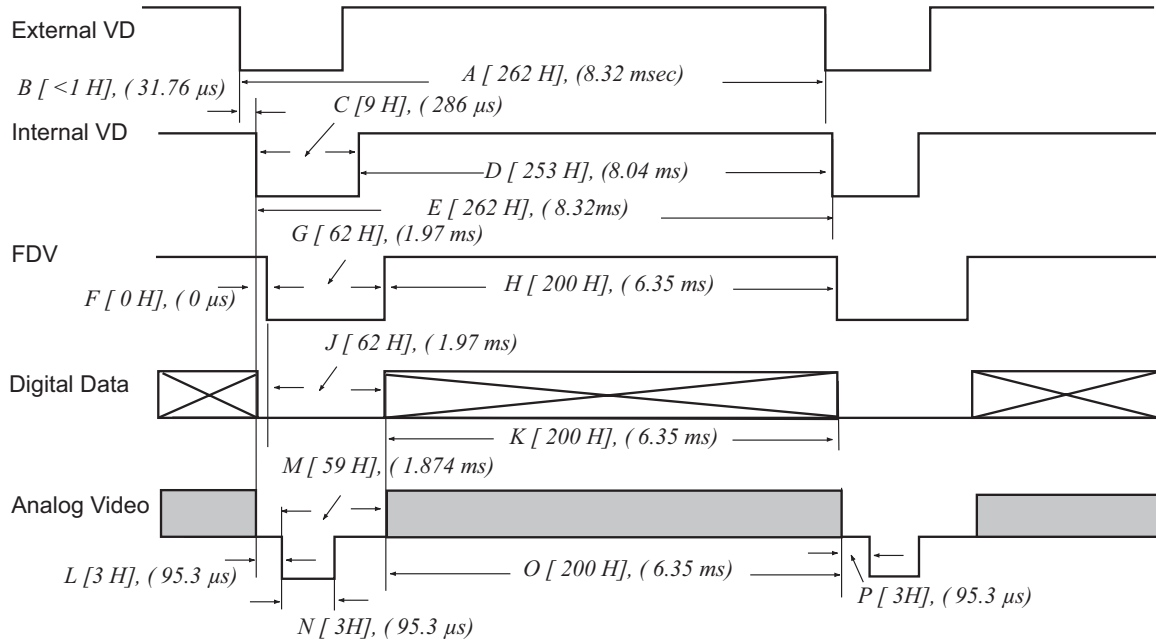 External VD
A [ 262 H], (8.32 msec)
B [ <1 H], ( 31.76 µs)
C [9 H], ( 286 µs)
Internal VD
D [ 253 H], (8.04 ms)
E [ 262 H], ( 8.32ms)
G [ 62 H], (1.97 ms)
FDV
F [ 0 H], ( 0 µs)
H [ 200 H], ( 6.35 ms)
J [ 62 H], ( 1.97 ms)
Digital Data
K [ 200 H], ( 6.35 ms)
M [ 59 H], ( 1.874 ms)
Analog Video
L [3 H], ( 95.3 µs)
O [ 200 H], ( 6.35 ms)
P [ 3H], ( 95.3 µs)
N [ 3H], ( 95.3 µs)